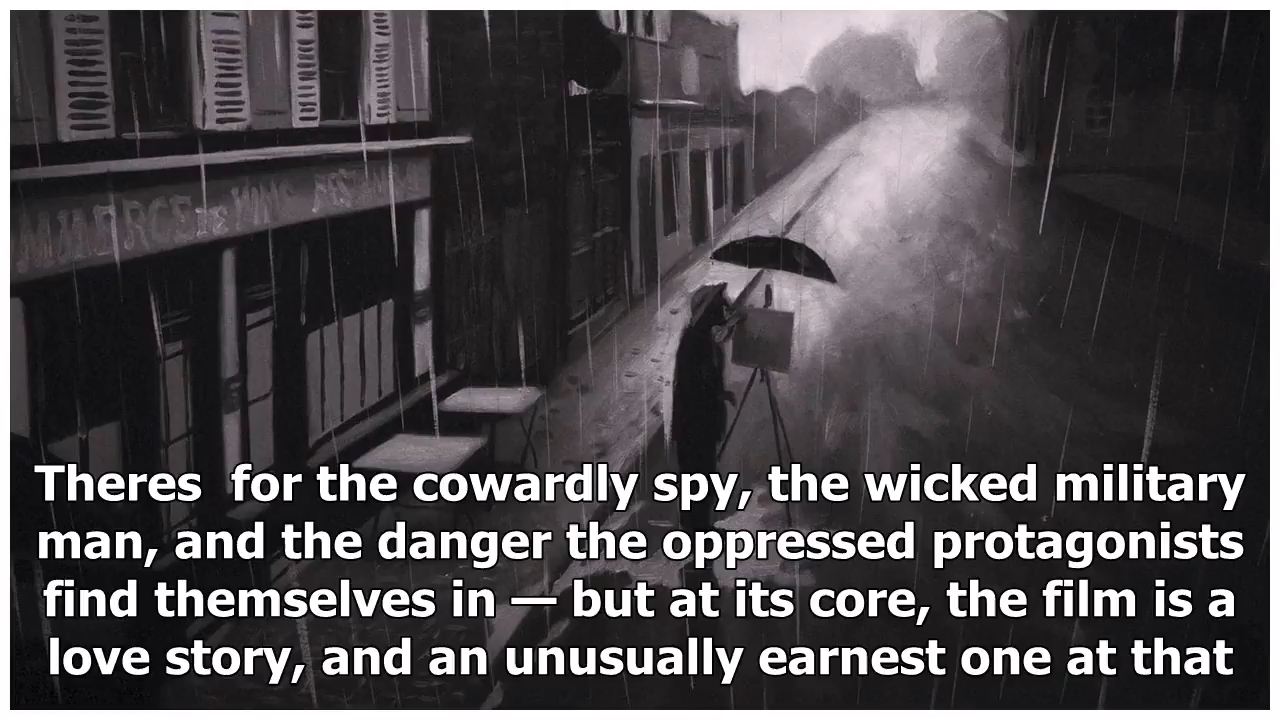 Theres  for the cowardly spy, the wicked military
man, and the danger the oppressed protagonists
find themselves in — but at its core, the film is a
love story, and an unusually earnest one at that